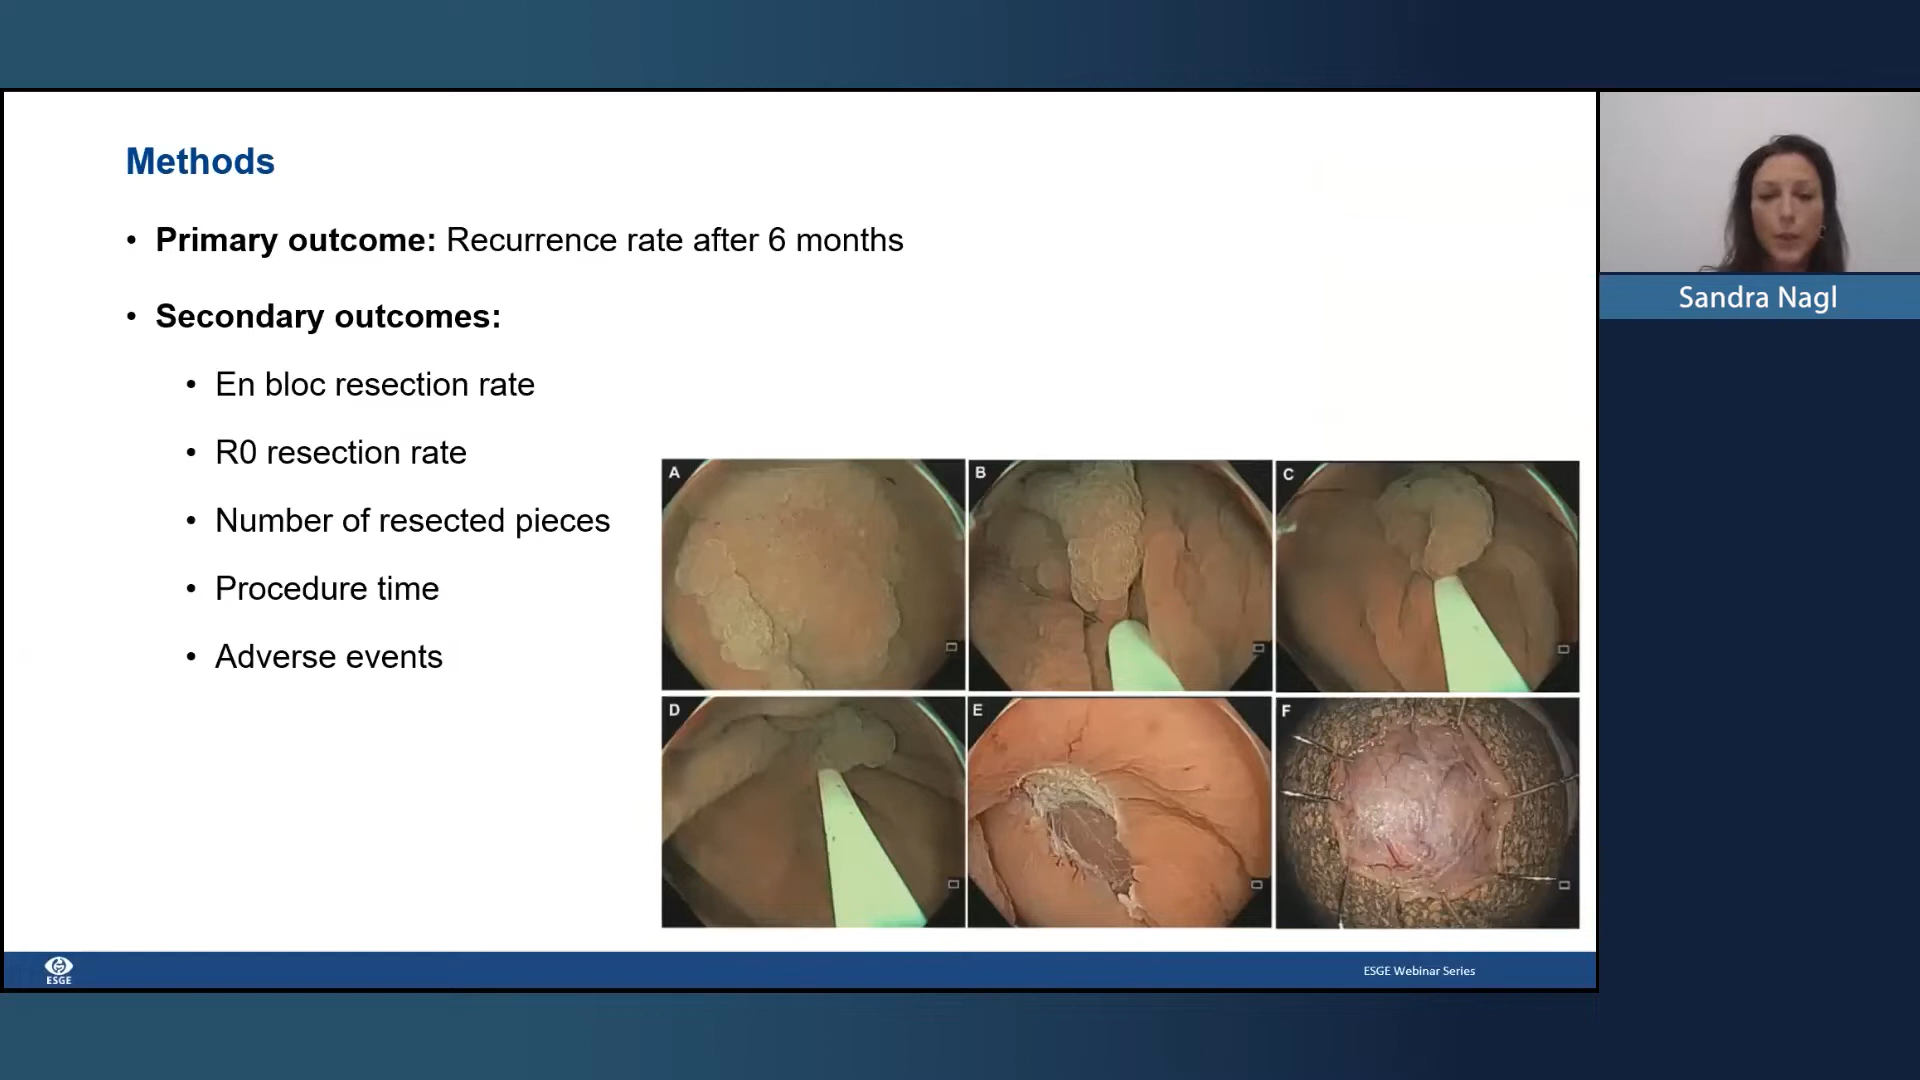 Methods
• Primary outcome: Recurrence rate after 6 months
• Secondary outcomes:
• En bloc resection rate
• R0 resection rate
• Number of resected pieces
• Procedure time
• Adverse events
A
B
C
D
E
F
Sandra Nagl
ESGE
ESGE Webinar Series